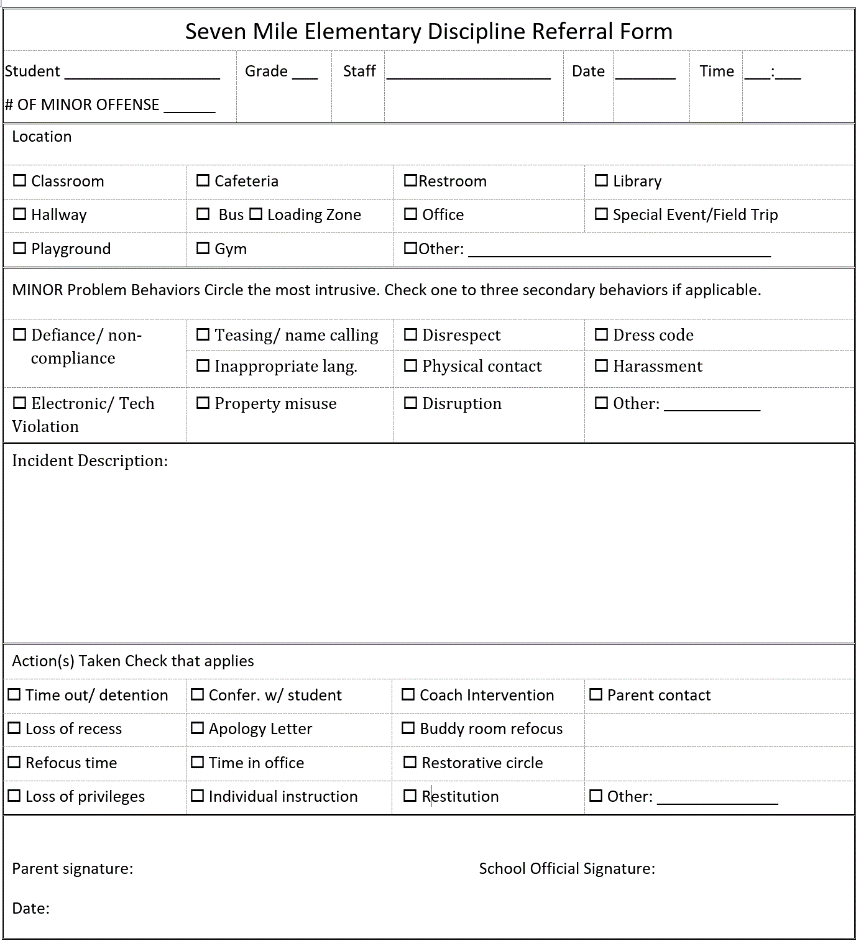 Seven Mile Elementary Discipline Referral Form
Student ____________________ Grade ___ Staff _____________________ Date ________ Time ___:___
# OF MINOR OFFENSE ______
Location
☐ Classroom ☐ Cafeteria ☐Restroom ☐ Library
☐ Hallway ☐ Bus ☐ Loading Zone ☐ Office ☐ Special Event/Field Trip
☐ Playground ☐ Gym ☐Other: _______________________________________
MINOR Problem Behaviors Circle the most intrusive. Check one to three secondary behaviors if applicable.
☐ Defiance/ non-
compliance
☐ Teasing/ name calling ☐ Disrespect ☐ Dress code
☐ Inappropriate lang. ☐ Physical contact ☐ Harassment
☐ Electronic/ Tech
Violation
☐ Property misuse ☐ Disruption ☐ Other: ____________
Incident Description:
Action(s) Taken Check that applies
☐ Time out/ detention ☐ Confer. w/ student ☐ Coach Intervention ☐ Parent contact
☐ Loss of recess ☐ Apology Letter ☐ Buddy room refocus
☐ Refocus time ☐ Time in office ☐ Restorative circle
☐ Loss of privileges ☐ Individual instruction ☐ Restitution ☐ Other: _______________
Parent signature: School Official Signature:
Date: